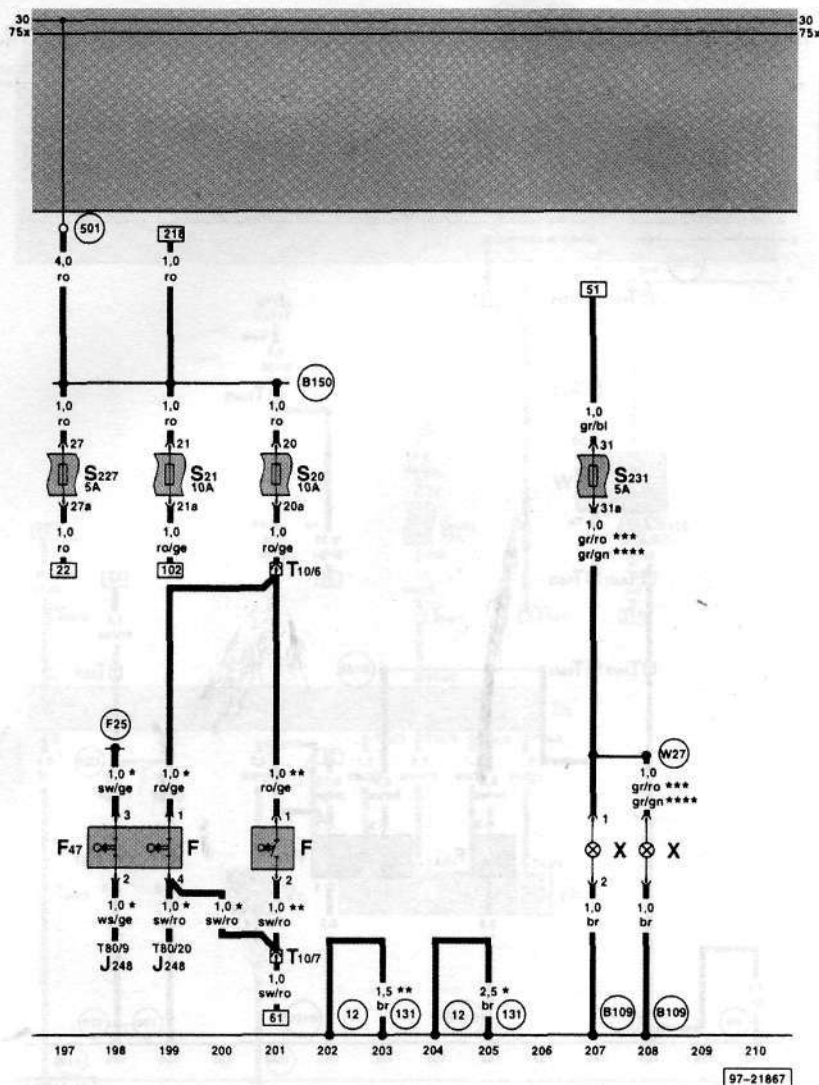 30 30
75x 75x
501 218
4,0 1,0
ro ro
51
B150
1,0 1,0 1,0 1,0
ro ro ro gr/bl
27 21 20 31
S227 S21 S20 S231
5A 10A 10A 5A
27a 21a 20a 31a
1,0 1,0 1,0 1,0
ro ro/ge ro/ge gr/ro ***
gr/gn ****
22 102 T10/6
F25
W27
1,0 * 1,0 * 1,0 ** 1,0
sw/ge ro/ge ro/ge gr/ro ***
gr/gn ****
3 1 1 1
F47 F F X X
2 4 2 2
1,0 * 1,0 * 1,0 * 1,0 ** 1,0 1,0
ws/ge sw/ro sw/ro sw/ro br br
T80/9 T80/20
J248 J248 T10/7
1,0 1,5 ** 2,5 *
sw/ro br br
61 12 131 12 131 B109 B109
197 198 199 200 201 202 203 204 205 206 207 208 209 210
97-21867